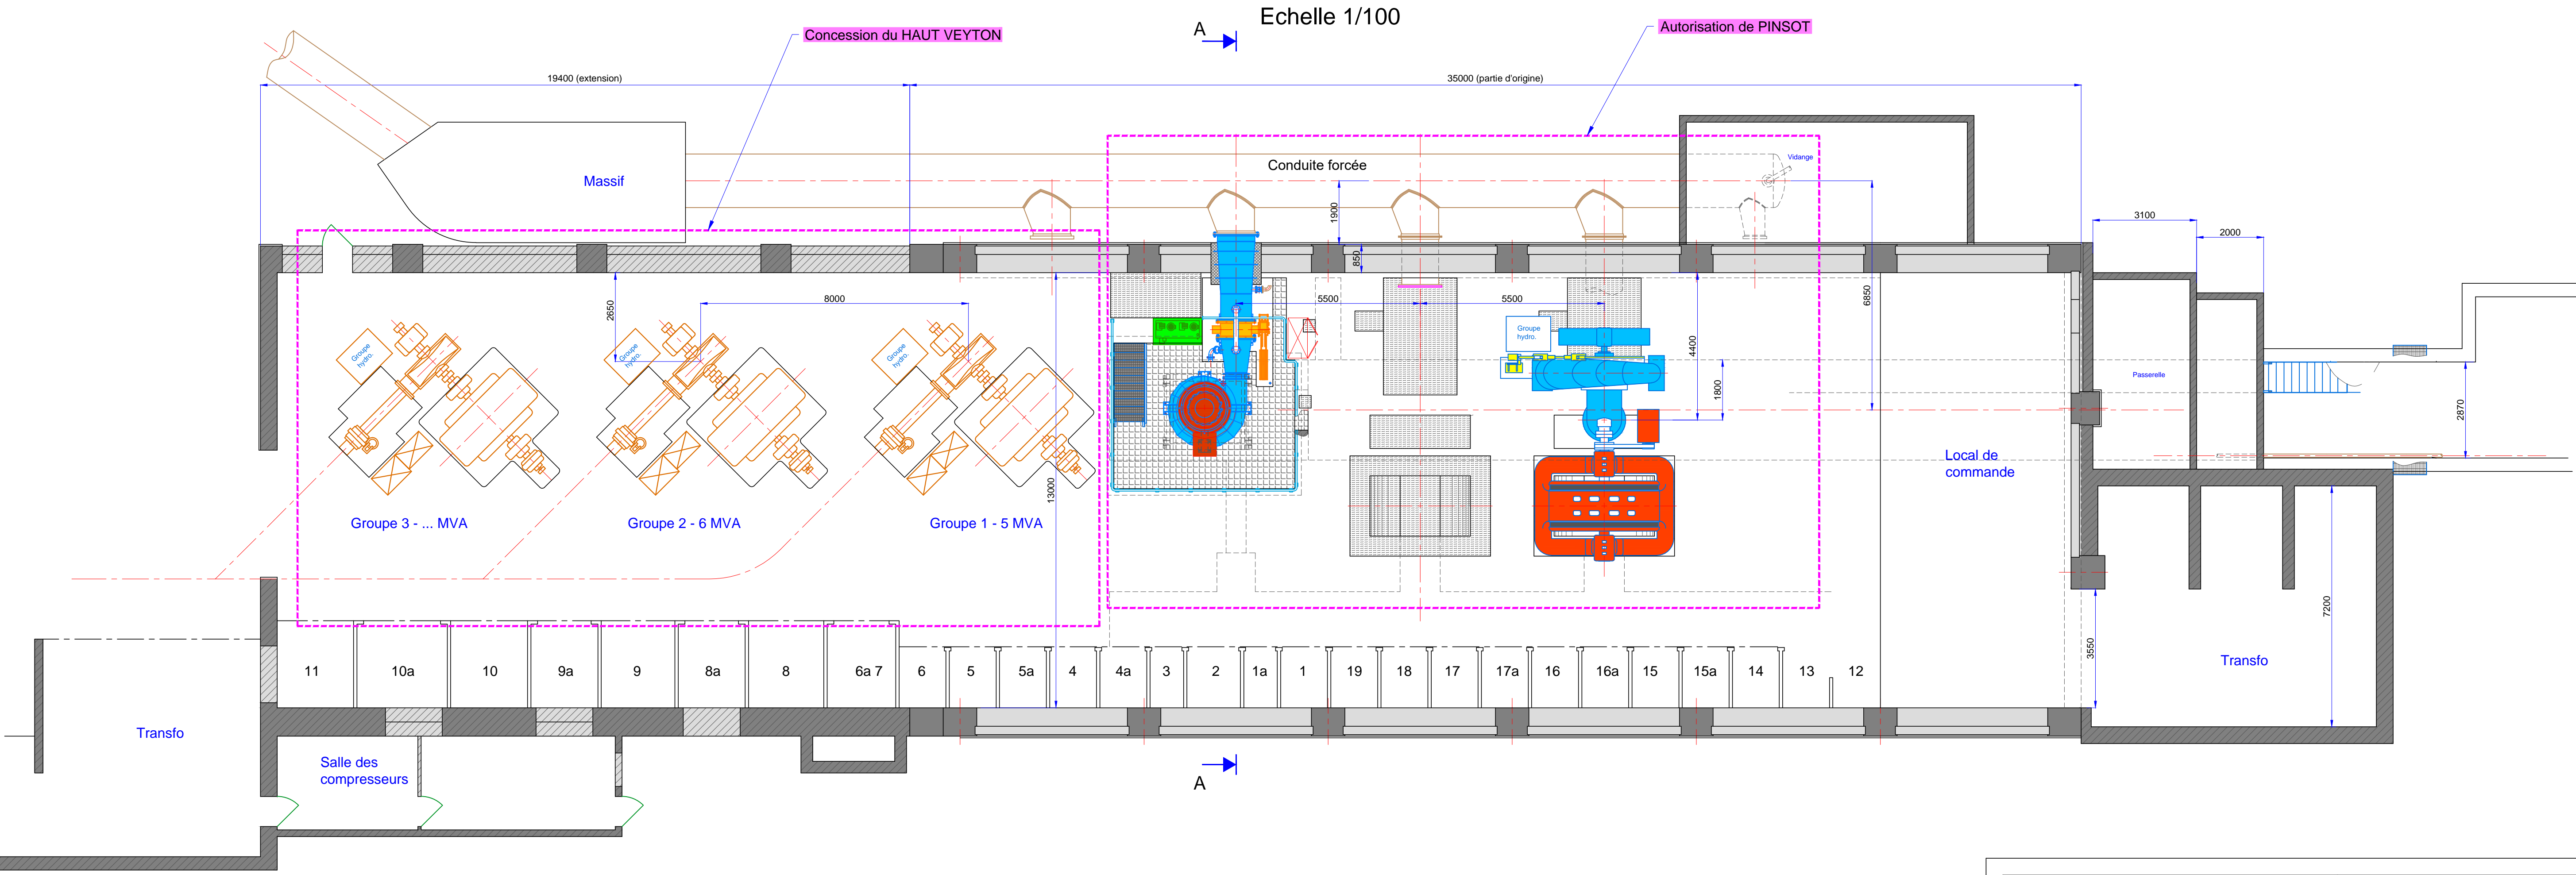 Echelle 1/100
A
Concession du HAUT VEYTON
Autorisation de PINSOT
19400 (extension)
35000 (partie d'origine)
Conduite forcée
Vidange
Massif
1900
850
6850
3100
2000
2650
8000
5500
5500
4400
1800
Groupe
hydro.
Groupe
hydro.
Groupe
hydro.
Groupe
hydro.
Passerelle
2870
13000
Local de
commande
Groupe 3 - ... MVA
Groupe 2 - 6 MVA
Groupe 1 - 5 MVA
7200
3550
11 10a 10 9a 9 8a 8 6a 7 6 5 5a 4 4a 3 2 1a 1 19 18 17 17a 16 16a 15 15a 14 13 12
Transfo
Transfo
Salle des
compresseurs
A